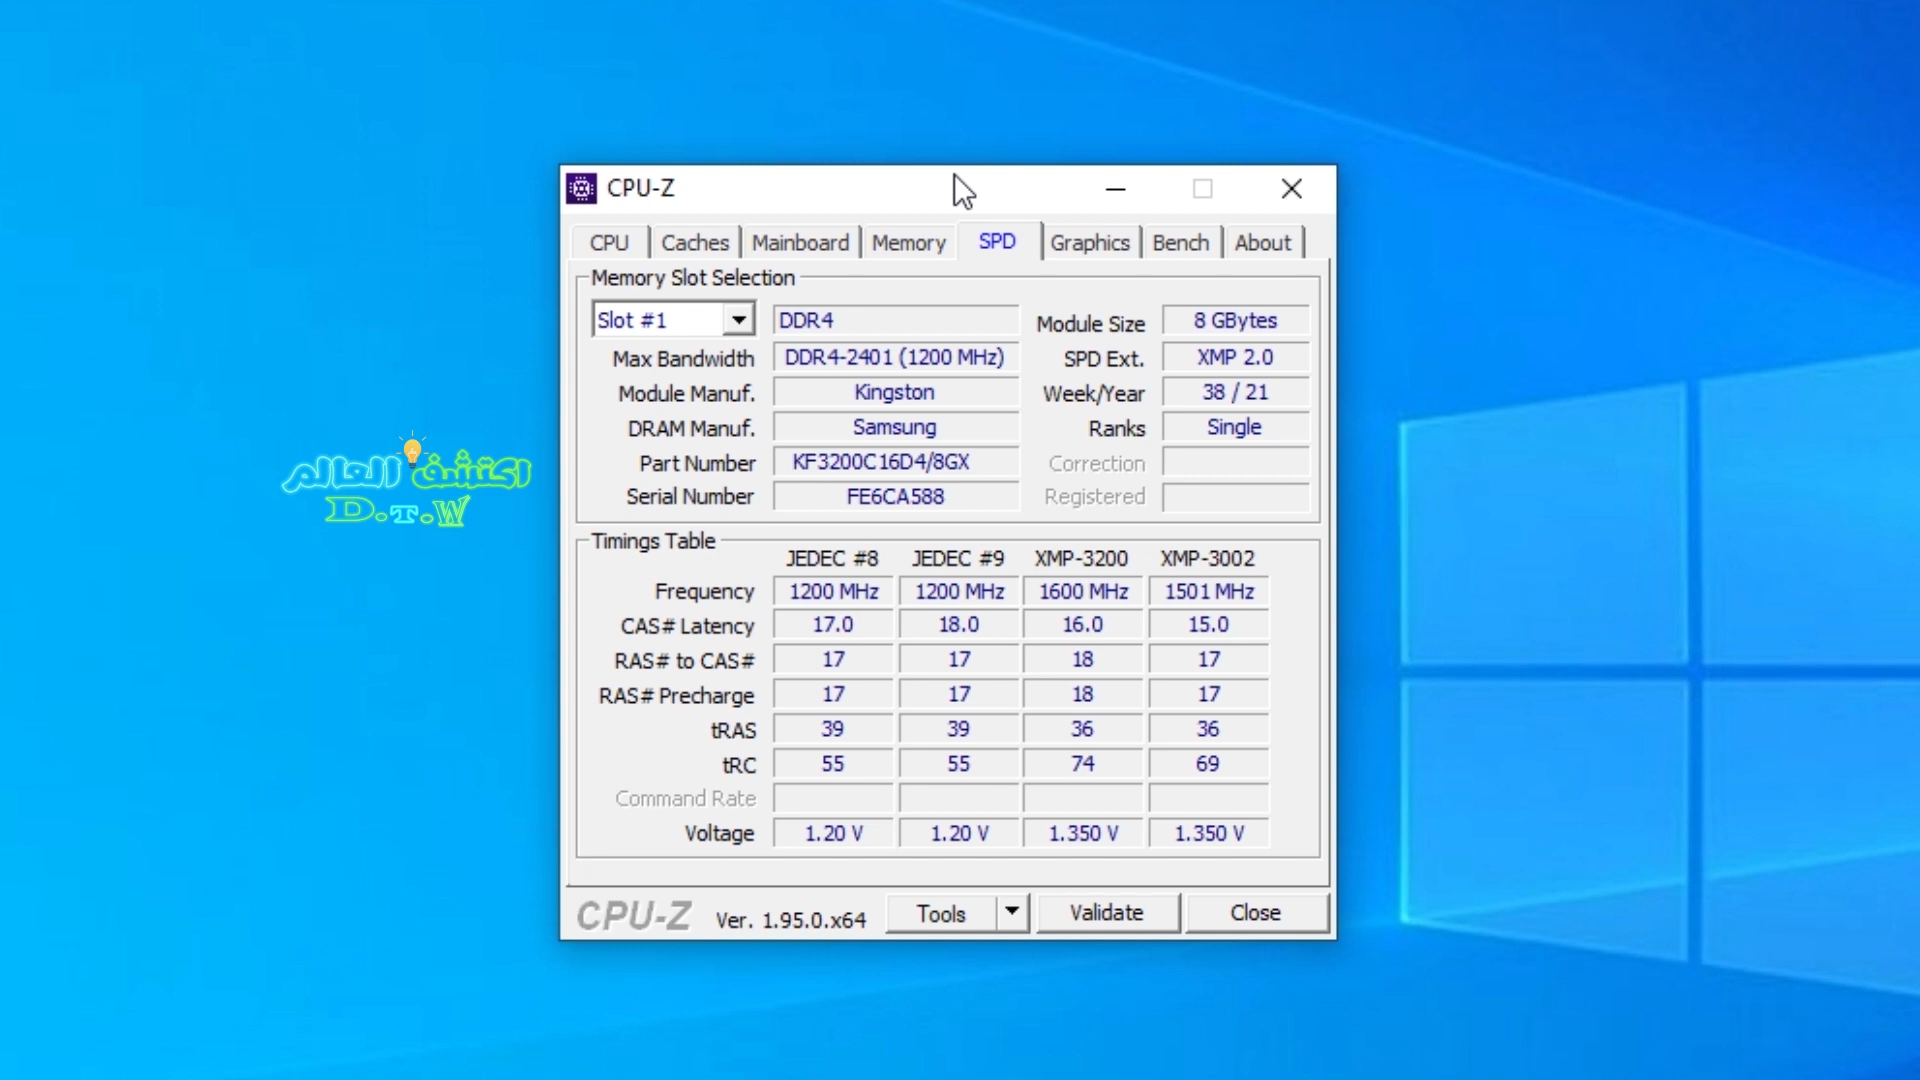 CPU-Z
CPU Caches Mainboard Memory SPD Graphics Bench About
Memory Slot Selection
Slot #1 DDR4 Module Size 8 GBytes
Max Bandwidth DDR4-2401 (1200 MHz) SPD Ext. XMP 2.0
Module Manuf. Kingston Week/Year 38 / 21
DRAM Manuf. Samsung Ranks Single
Part Number KF3200C16D4/8GX Correction
Serial Number FE6CA588 Registered
اكتشف العالم
D.T.W
Timings Table
JEDEC #8 JEDEC #9 XMP-3200 XMP-3002
Frequency 1200 MHz 1200 MHz 1600 MHz 1501 MHz
CAS# Latency 17.0 18.0 16.0 15.0
RAS# to CAS# 17 17 18 17
RAS# Precharge 17 17 18 17
tRAS 39 39 36 36
tRC 55 55 74 69
Command Rate
Voltage 1.20 V 1.20 V 1.350 V 1.350 V
CPU-Z Ver. 1.95.0.x64 Tools Validate Close